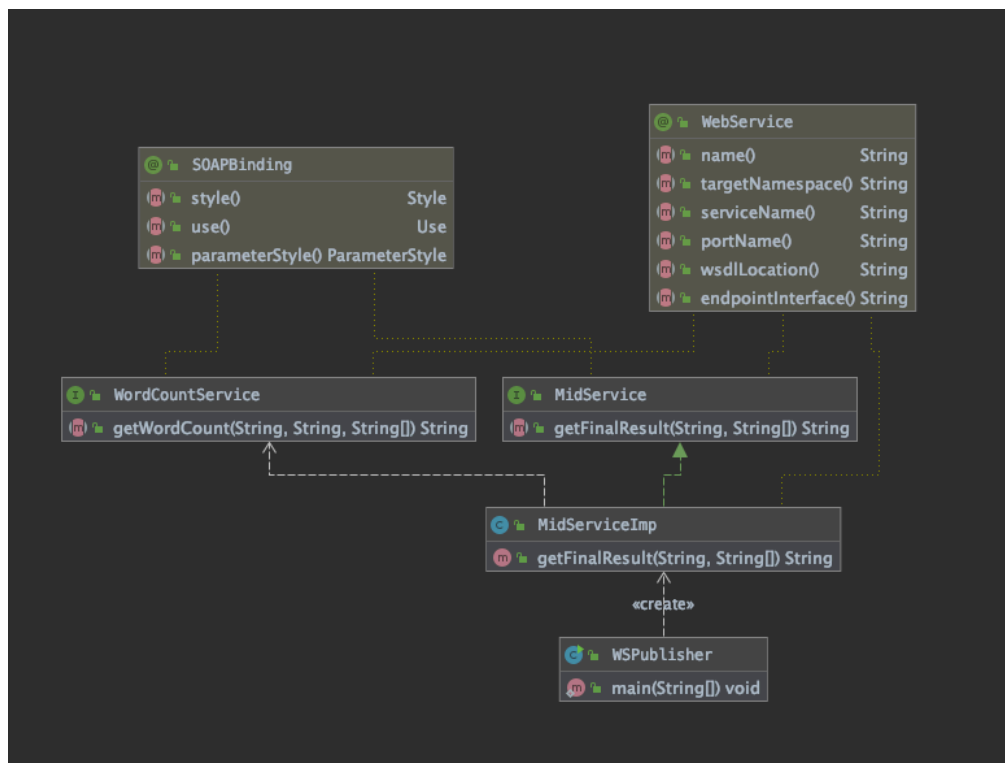 WebService
name() String
targetNamespace() String
serviceName() String
portName() String
wsdlLocation() String
endpointInterface() String
SOAPBinding
style() Style
use() Use
parameterStyle() ParameterStyle
WordCountService
getWordCount(String, String, String[]) String
MidService
getFinalResult(String, String[]) String
MidServiceImp
getFinalResult(String, String[]) String
«create»
WSPublisher
main(String[]) void